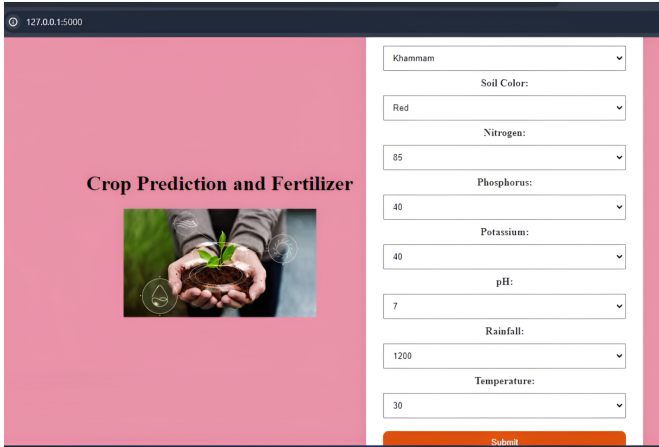 127.0.0.1:5000
Crop Prediction and Fertilizer
Khammam
Soil Color:
Red
Nitrogen:
85
Phosphorus:
40
Potassium:
40
pH:
7
Rainfall:
1200
Temperature:
30
Submit